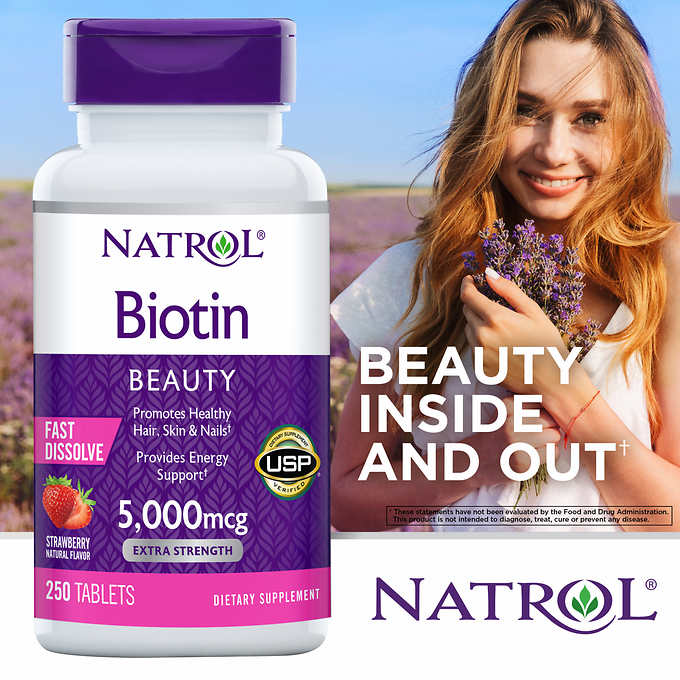 NATROL®
Biotin
BEAUTY
Promotes Healthy
Hair, Skin & Nails†
Provides Energy
Support†
FAST
DISSOLVE
DIETARY SUPPLEMENT
USP
VERIFIED
5,000mcg
EXTRA STRENGTH
STRAWBERRY
NATURAL FLAVOR
250 TABLETS
DIETARY SUPPLEMENT
BEAUTY
INSIDE
AND OUT†
* These statements have not been evaluated by the Food and Drug Administration.
This product is not intended to diagnose, treat, cure or prevent any disease.
NATROL®